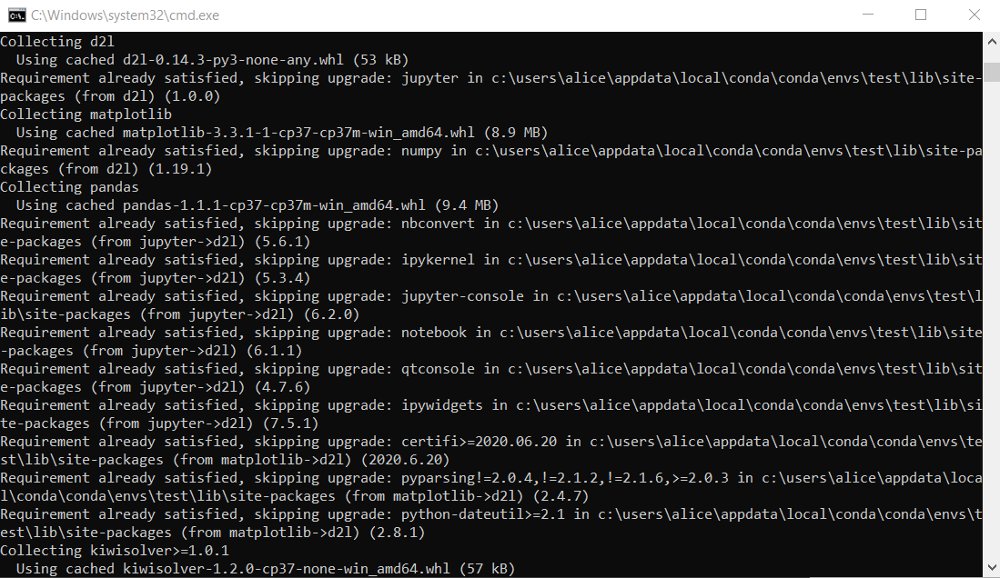 C:\Windows\system32\cmd.exe
Collecting d2l
  Using cached d2l-0.14.3-py3-none-any.whl (53 kB)
Requirement already satisfied, skipping upgrade: jupyter in c:\users\alice\appdata\local\conda\conda\envs\test\lib\site-
packages (from d2l) (1.0.0)
Collecting matplotlib
  Using cached matplotlib-3.3.1-1-cp37-cp37m-win_amd64.whl (8.9 MB)
Requirement already satisfied, skipping upgrade: numpy in c:\users\alice\appdata\local\conda\conda\envs\test\lib\site-pa
ckages (from d2l) (1.19.1)
Collecting pandas
  Using cached pandas-1.1.1-cp37-cp37m-win_amd64.whl (9.4 MB)
Requirement already satisfied, skipping upgrade: nbconvert in c:\users\alice\appdata\local\conda\conda\envs\test\lib\sit
e-packages (from jupyter->d2l) (5.6.1)
Requirement already satisfied, skipping upgrade: ipykernel in c:\users\alice\appdata\local\conda\conda\envs\test\lib\sit
e-packages (from jupyter->d2l) (5.3.4)
Requirement already satisfied, skipping upgrade: jupyter-console in c:\users\alice\appdata\local\conda\conda\envs\test\l
ib\site-packages (from jupyter->d2l) (6.2.0)
Requirement already satisfied, skipping upgrade: notebook in c:\users\alice\appdata\local\conda\conda\envs\test\lib\site
-packages (from jupyter->d2l) (6.1.1)
Requirement already satisfied, skipping upgrade: qtconsole in c:\users\alice\appdata\local\conda\conda\envs\test\lib\sit
e-packages (from jupyter->d2l) (4.7.6)
Requirement already satisfied, skipping upgrade: ipywidgets in c:\users\alice\appdata\local\conda\conda\envs\test\lib\si
te-packages (from jupyter->d2l) (7.5.1)
Requirement already satisfied, skipping upgrade: certifi>=2020.06.20 in c:\users\alice\appdata\local\conda\conda\envs\te
st\lib\site-packages (from matplotlib->d2l) (2020.6.20)
Requirement already satisfied, skipping upgrade: pyparsing!=2.0.4,!=2.1.2,!=2.1.6,>=2.0.3 in c:\users\alice\appdata\loca
l\conda\conda\envs\test\lib\site-packages (from matplotlib->d2l) (2.4.7)
Requirement already satisfied, skipping upgrade: python-dateutil>=2.1 in c:\users\alice\appdata\local\conda\conda\envs\t
est\lib\site-packages (from matplotlib->d2l) (2.8.1)
Collecting kiwisolver>=1.0.1
  Using cached kiwisolver-1.2.0-cp37-none-win_amd64.whl (57 kB)